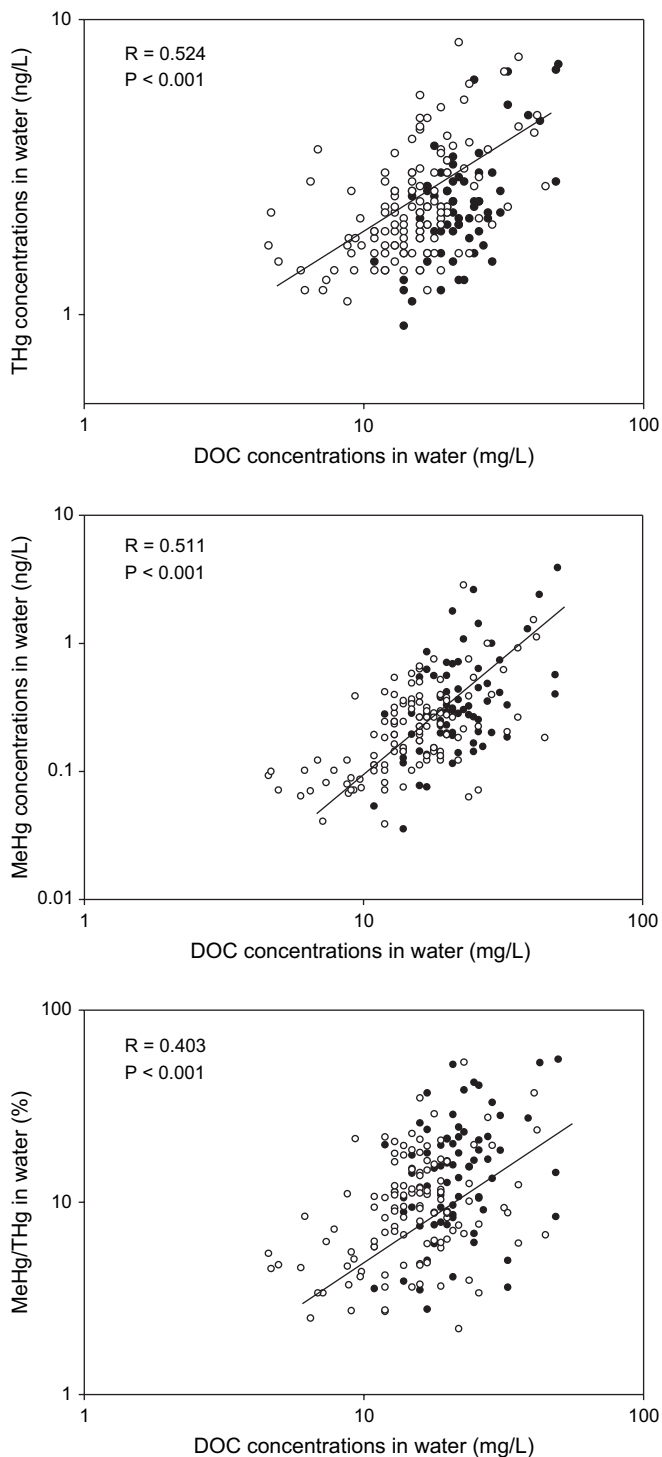 10
R = 0.524
P < 0.001
THg concentrations in water (ng/L)
1
1
10
100
DOC concentrations in water (mg/L)
10
R = 0.511
P < 0.001
1
MeHg concentrations in water (ng/L)
0.1
0.01
1
10
100
DOC concentrations in water (mg/L)
100
R = 0.403
P < 0.001
MeHg/THg in water (%)
10
1
1
10
100
DOC concentrations in water (mg/L)